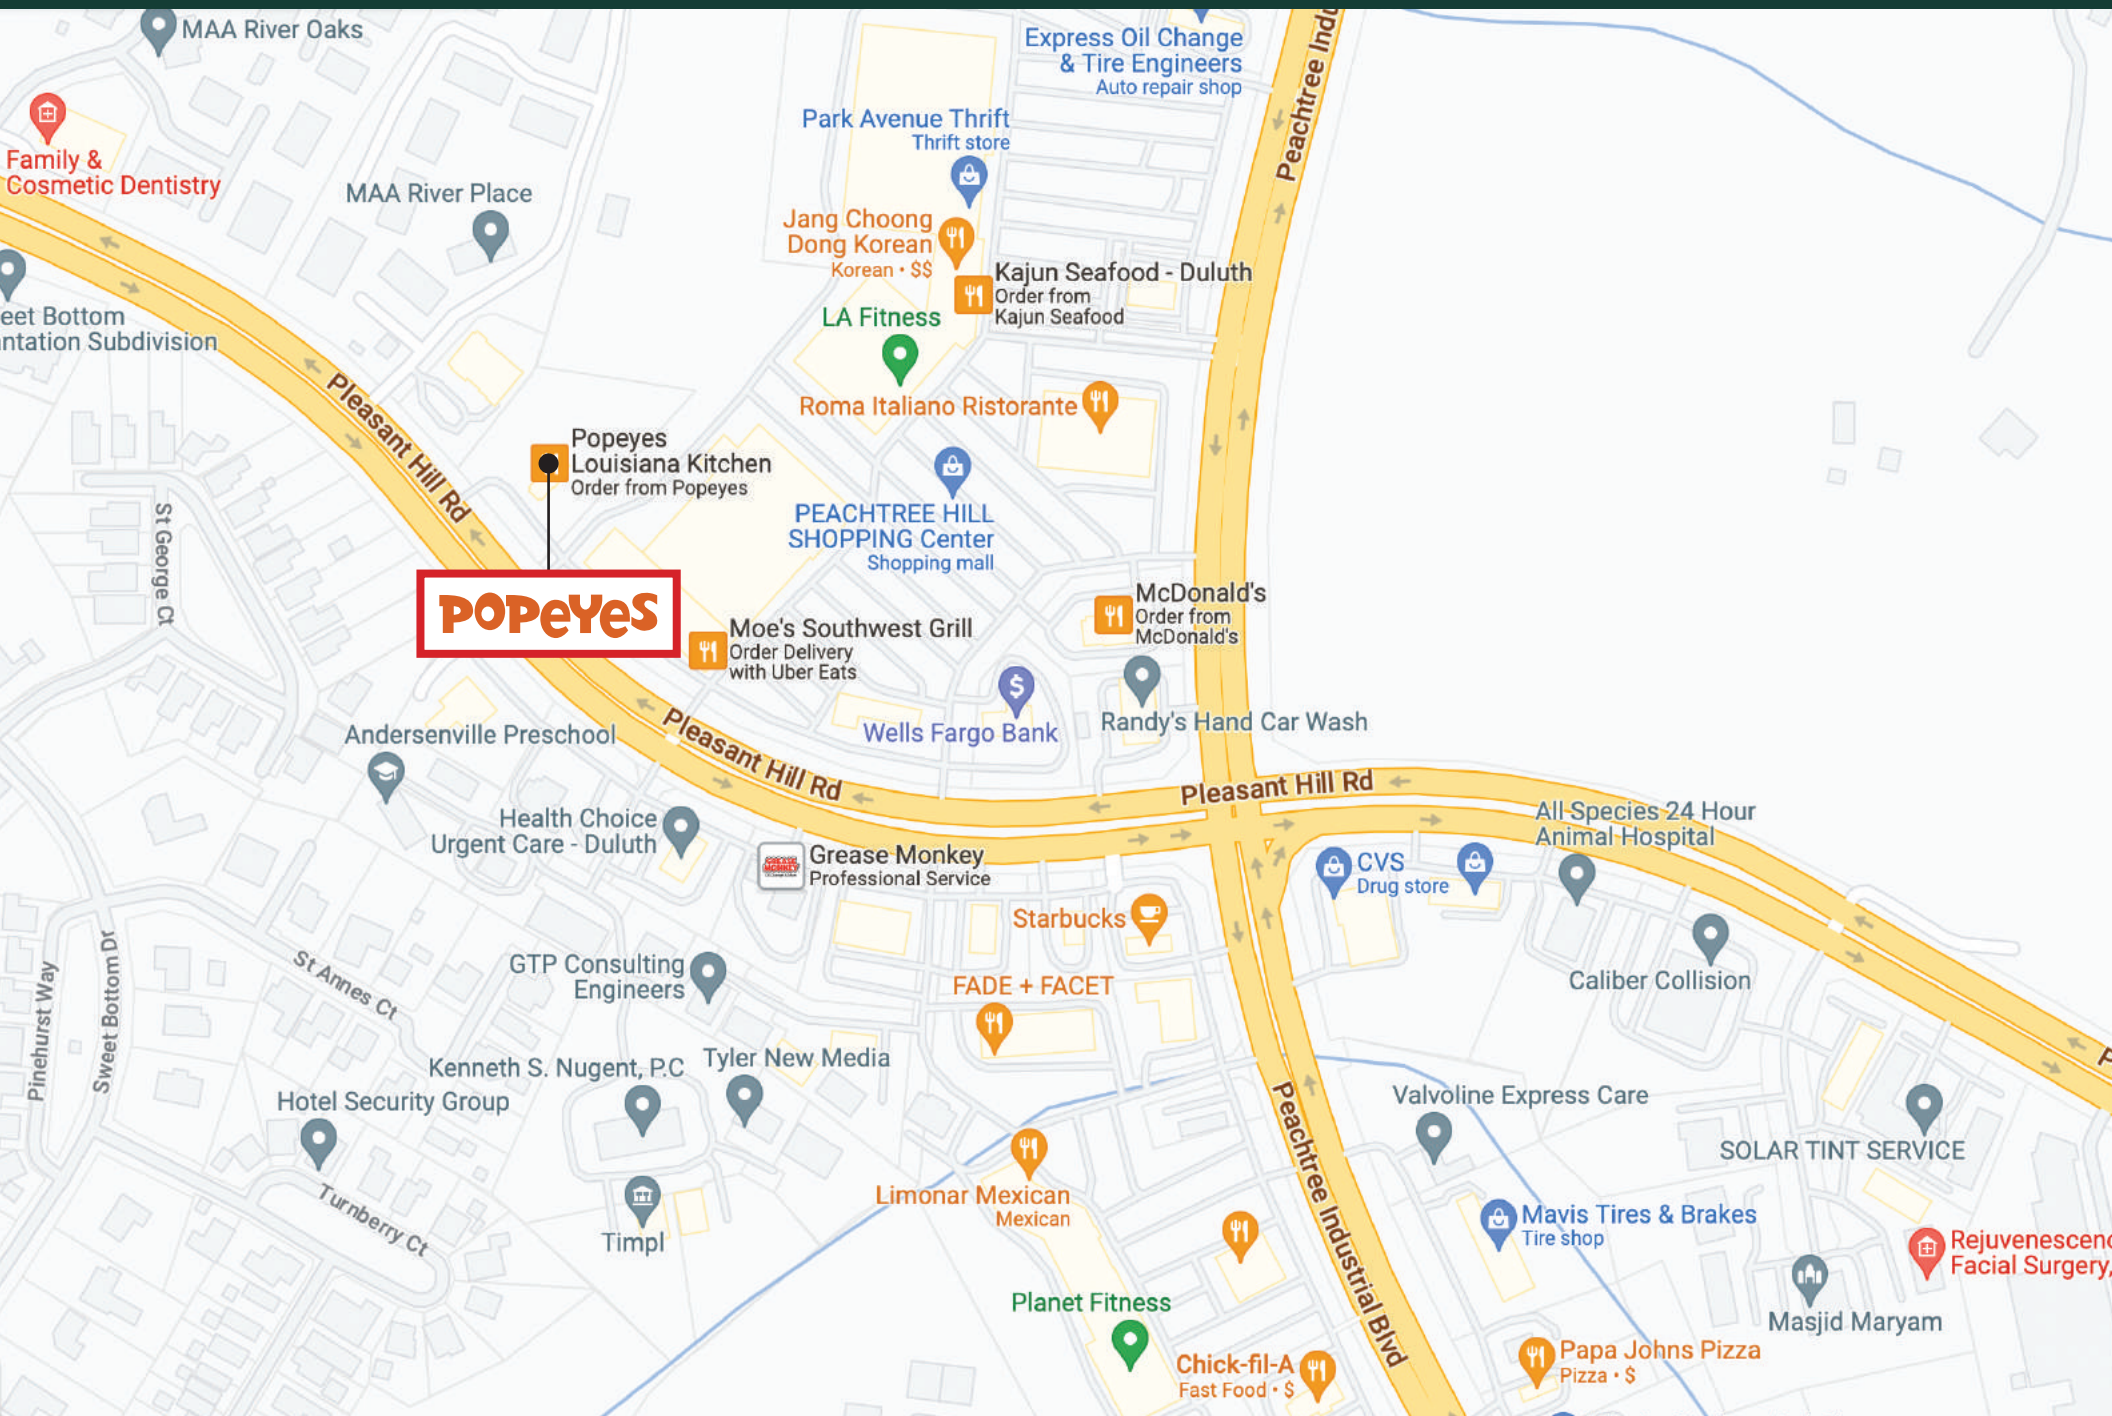 MAA River Oaks
Express Oil Change
& Tire Engineers
Auto repair shop
Peachtree Indu
Park Avenue Thrift
Thrift store
Family &
Cosmetic Dentistry
MAA River Place
Jang Choong
Dong Korean
Korean • $$
Kajun Seafood - Duluth
Order from
Kajun Seafood
eet Bottom
ntation Subdivision
LA Fitness
Roma Italiano Ristorante
Pleasant Hill Rd
Popeyes
Louisiana Kitchen
Order from Popeyes
PEACHTREE HILL
SHOPPING Center
Shopping mall
St George Ct
POPEYES
McDonald's
Order from
McDonald's
Moe's Southwest Grill
Order Delivery
with Uber Eats
Wells Fargo Bank
Randy's Hand Car Wash
Andersenville Preschool
Pleasant Hill Rd
Pleasant Hill Rd
Health Choice
Urgent Care - Duluth
GREASE
MONKEY
Grease Monkey
Professional Service
All Species 24 Hour
Animal Hospital
CVS
Drug store
Starbucks
Caliber Collision
St Annes Ct
GTP Consulting
Engineers
FADE + FACET
Pinehurst Way
Sweet Bottom Dr
Kenneth S. Nugent, P.C
Tyler New Media
Hotel Security Group
Valvoline Express Care
SOLAR TINT SERVICE
P
Turnberry Ct
Timpl
Limonar Mexican
Mexican
Peachtree Industrial Blvd
Mavis Tires & Brakes
Tire shop
Rejuvenescenc
Facial Surgery,
Planet Fitness
Masjid Maryam
Chick-fil-A
Fast Food • $
Papa Johns Pizza
Pizza • $